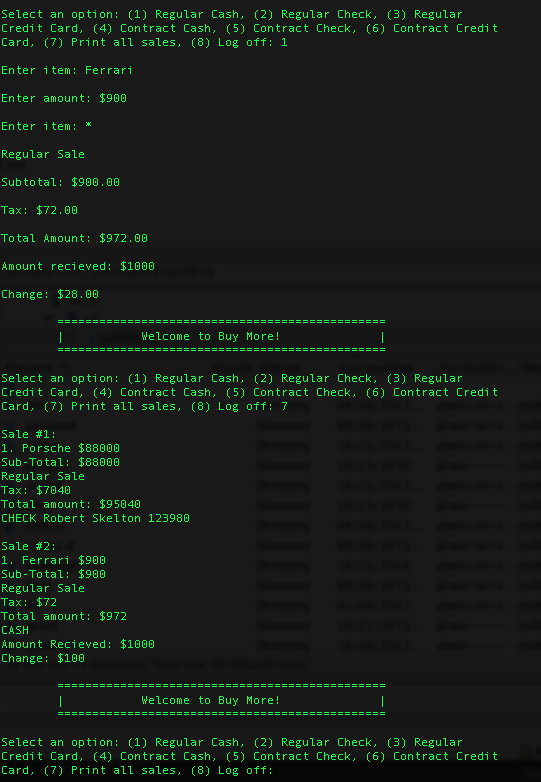 Select an option: (1) Regular Cash, (2) Regular Check, (3) Regular
Credit Card, (4) Contract Cash, (5) Contract Check, (6) Contract Credit
Card, (7) Print all sales, (8) Log off: 1
Enter item: Ferrari
Enter amount: $900
Enter item: *
Regular Sale
Subtotal: $900.00
Tax: $72.00
Total Amount: $972.00
Amount recieved: $1000
Change: $28.00
===============================================
| Welcome to Buy More! |
===============================================
Select an option: (1) Regular Cash, (2) Regular Check, (3) Regular
Credit Card, (4) Contract Cash, (5) Contract Check, (6) Contract Credit
Card, (7) Print all sales, (8) Log off: 7
Sale #1:
1. Porsche $88000
Sub-Total: $88000
Regular Sale
Tax: $7040
Total amount: $95040
CHECK Robert Skelton 123980
Sale #2:
1. Ferrari $900
Sub-Total: $900
Regular Sale
Tax: $72
Total amount: $972
CASH
Amount Recieved: $1000
Change: $100
===============================================
| Welcome to Buy More! |
===============================================
Select an option: (1) Regular Cash, (2) Regular Check, (3) Regular
Credit Card, (4) Contract Cash, (5) Contract Check, (6) Contract Credit
Card, (7) Print all sales, (8) Log off: